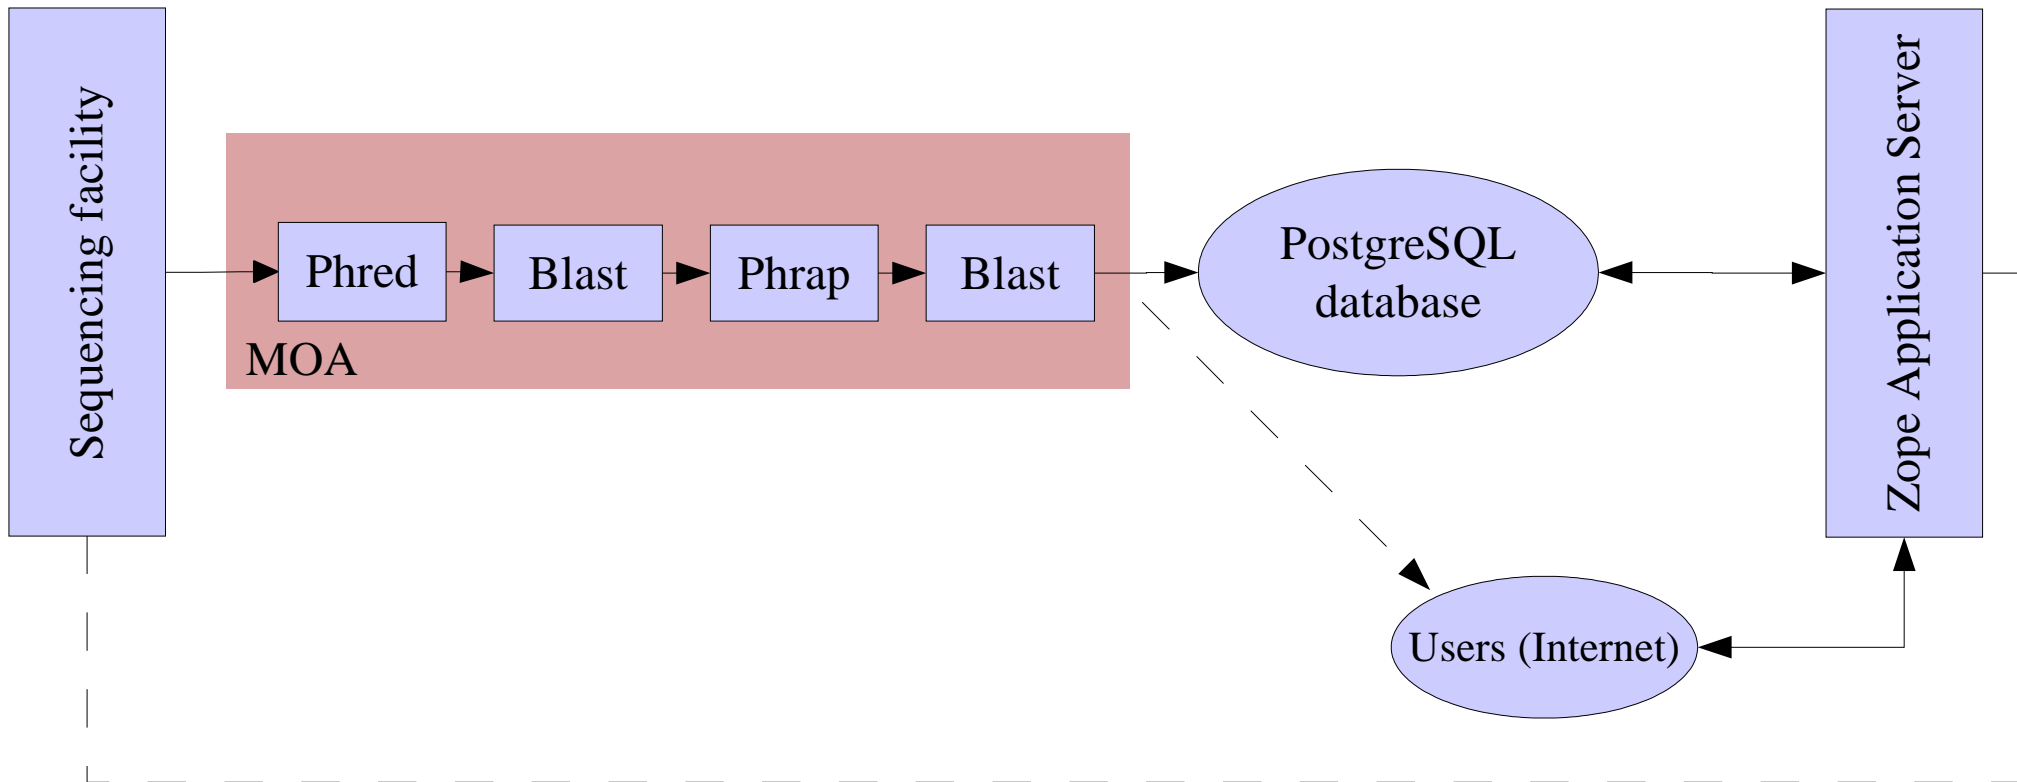 Sequencing facility
Phred
Blast
Phrap
Blast
MOA
PostgreSQL
database
Zope Application Server
Users (Internet)